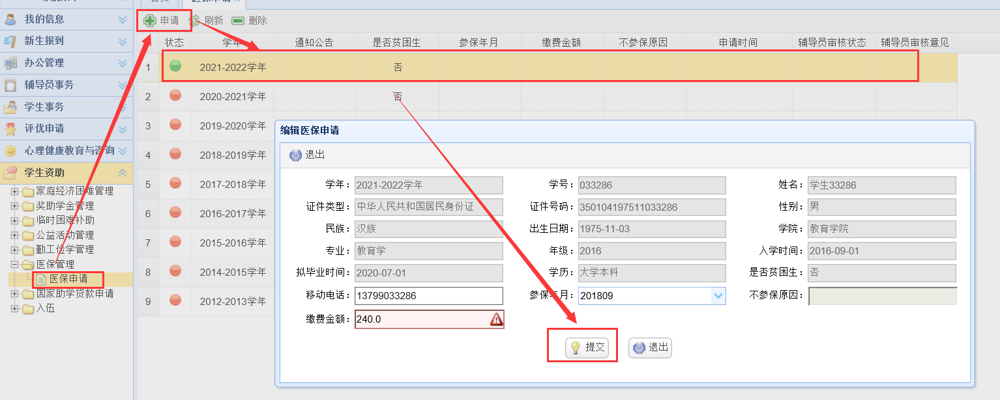 医保申请
我的信息
新生报到
办公管理
辅导员事务
学生事务
评优申请
心理健康教育与咨询
学生资助
家庭经济困难管理
奖助学金管理
临时困难补助
公益活动管理
勤工俭学管理
医保管理
医保申请
国家助学贷款申请
入伍
申请 刷新 删除
状态 学年 通知公告 是否贫困生 参保年月 缴费金额 不参保原因 申请时间 辅导员审核状态 辅导员审核意见
1 2021-2022学年 否
2 2020-2021学年 否
3 2019-2020学年
4 2018-2019学年
5 2017-2018学年
6 2016-2017学年
7 2015-2016学年
8 2014-2015学年
9 2012-2013学年
编辑医保申请
退出
学年： 2021-2022学年 学号： 033286 姓名： 学生33286
证件类型： 中华人民共和国居民身份证 证件号码： 350104197511033286 性别： 男
民族： 汉族 出生日期： 1975-11-03 学院： 教育学院
专业： 教育学 年级： 2016 入学时间： 2016-09-01
拟毕业时间： 2020-07-01 学历： 大学本科 是否贫困生： 否
移动电话： 13799033286 参保年月： 201809 不参保原因：
缴费金额： 240.0
提交 退出